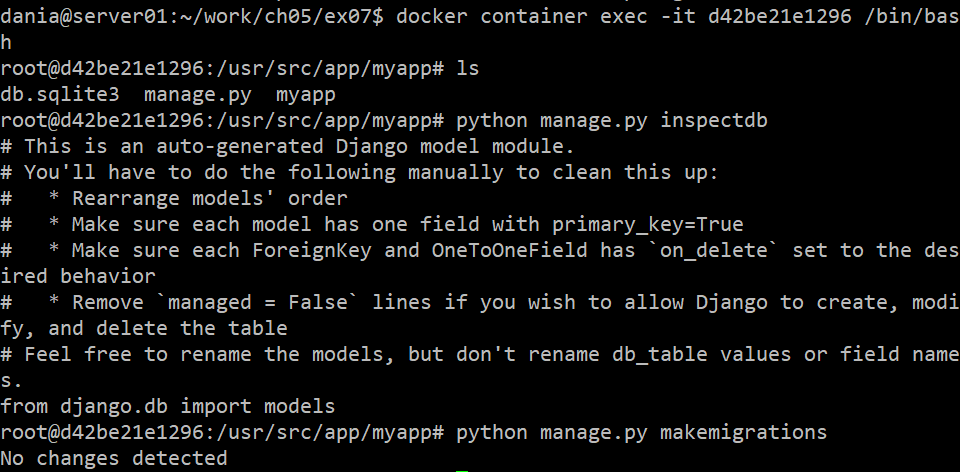 dania@server01:~/work/ch05/ex07$ docker container exec -it d42be21e1296 /bin/bas
h
root@d42be21e1296:/usr/src/app/myapp# ls
db.sqlite3  manage.py  myapp
root@d42be21e1296:/usr/src/app/myapp# python manage.py inspectdb
# This is an auto-generated Django model module.
# You'll have to do the following manually to clean this up:
#   * Rearrange models' order
#   * Make sure each model has one field with primary_key=True
#   * Make sure each ForeignKey and OneToOneField has `on_delete` set to the des
ired behavior
#   * Remove `managed = False` lines if you wish to allow Django to create, modi
fy, and delete the table
# Feel free to rename the models, but don't rename db_table values or field name
s.
from django.db import models
root@d42be21e1296:/usr/src/app/myapp# python manage.py makemigrations
No changes detected